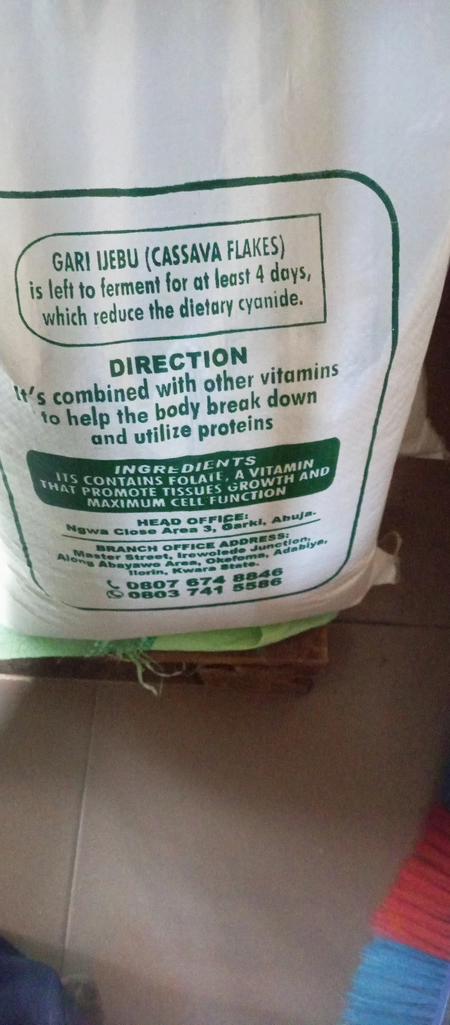 GARI IJEBU (CASSAVA FLAKES)
is left to ferment for at least 4 days,
which reduce the dietary cyanide.
DIRECTION
It's combined with other vitamins
to help the body break down
and utilize proteins
INGREDIENTS
ITS CONTAINS FOLATE, A VITAMIN
THAT PROMOTE TISSUES GROWTH AND
MAXIMUM CELL FUNCTION
HEAD OFFICE:
Ngwa Close Area 3, Garki, Abuja.
BRANCH OFFICE ADDRESS:
Master Street, Irewolede Junction,
Along Abayawo Area, Okefoma, Adabiya,
Ilorin, Kwara State.
0807 674 8846
0803 741 5586